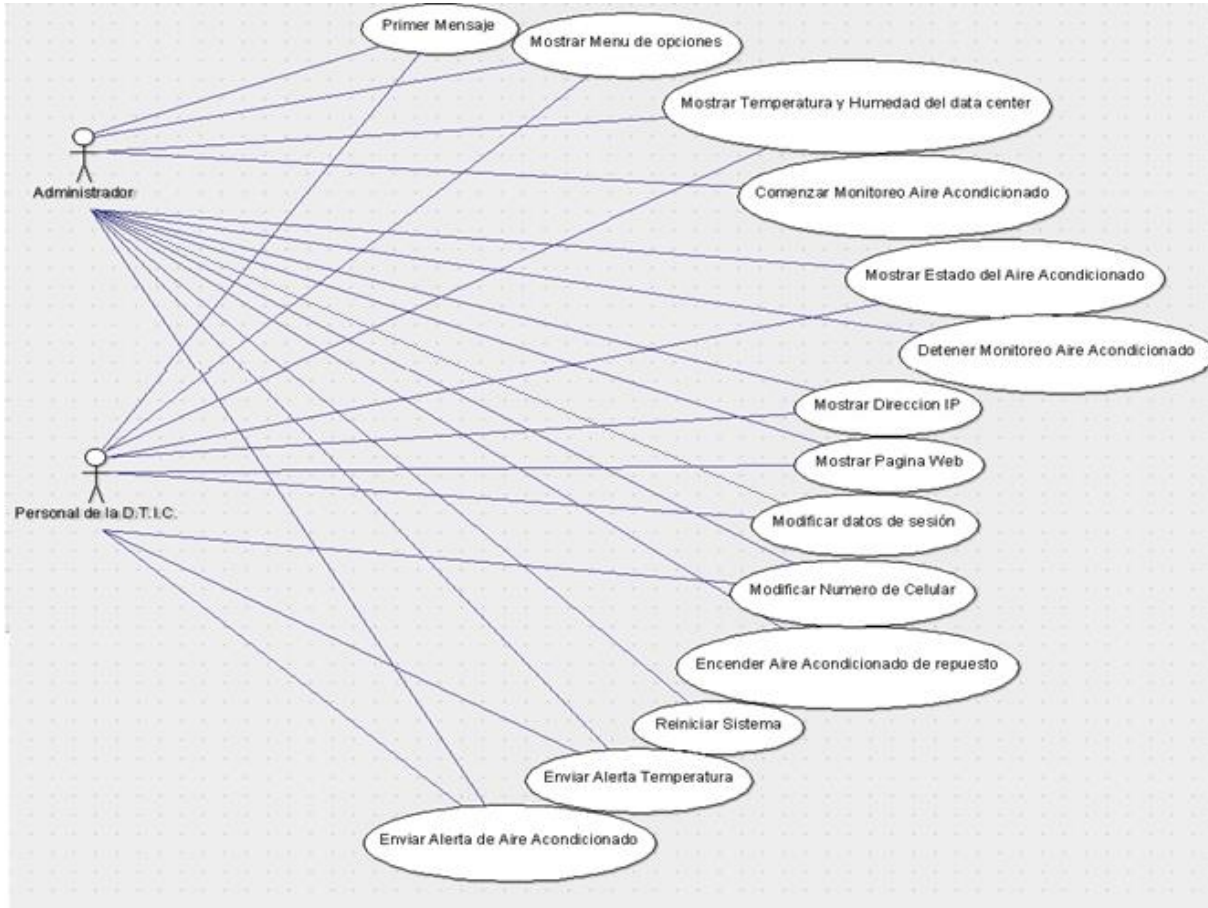 Primer Mensaje
Mostrar Menu de opciones
Mostrar Temperatura y Humedad del data center
Administrador
Comenzar Monitoreo Aire Acondicionado
Mostrar Estado del Aire Acondicionado
Detener Monitoreo Aire Acondicionado
Mostrar Direccion IP
Mostrar Pagina Web
Personal de la D.T.I.C.
Modificar datos de sesión
Modificar Numero de Celular
Encender Aire Acondicionado de repuesto
Reiniciar Sistema
Enviar Alerta Temperatura
Enviar Alerta de Aire Acondicionado